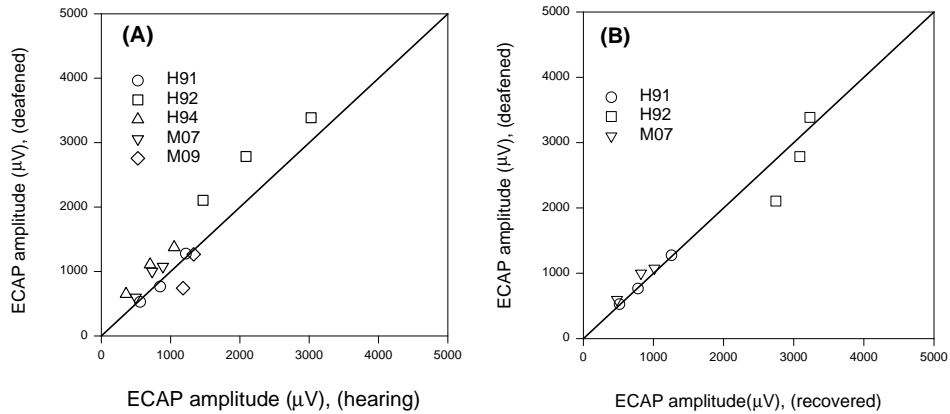 (A)
H91
H92
H94
M07
M09
5000
4000
3000
2000
1000
0
0 1000 2000 3000 4000 5000
ECAP amplitude (μV), (deafened)
ECAP amplitude (μV), (hearing)
(B)
H91
H92
M07
5000
4000
3000
2000
1000
0
0 1000 2000 3000 4000 5000
ECAP amplitude (μV), (deafened)
ECAP amplitude(μV), (recovered)